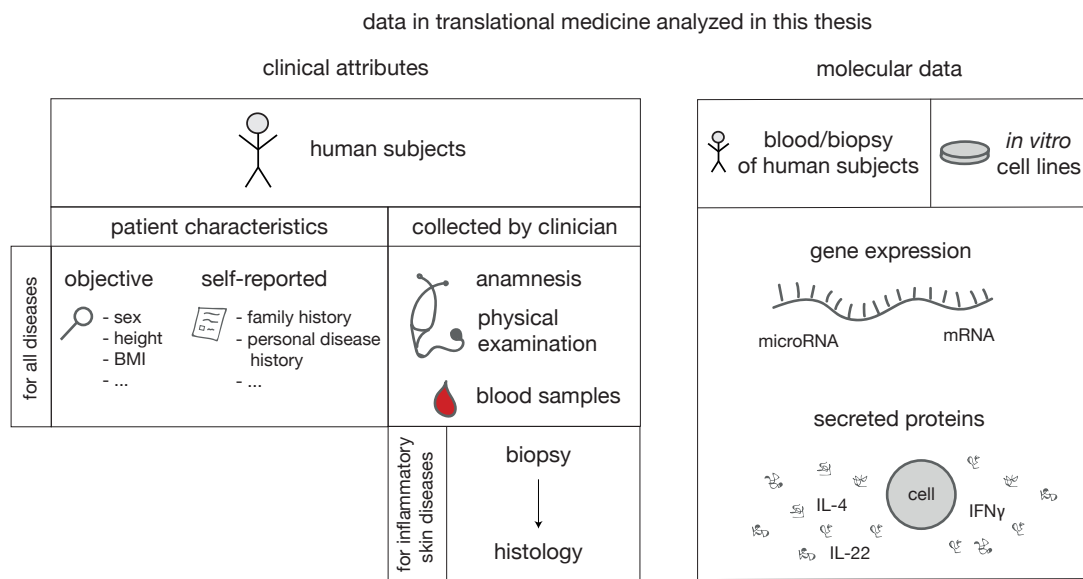 data in translational medicine analyzed in this thesis
clinical attributes
human subjects
patient characteristics
collected by clinician
for all diseases
objective
- sex
- height
- BMI
- ...
self-reported
- family history
- personal disease
history
- ...
anamnesis
physical
examination
blood samples
for inflammatory
skin diseases
biopsy
histology
molecular data
blood/biopsy
of human subjects
in vitro
cell lines
gene expression
microRNA
mRNA
secreted proteins
cell
IL-4
IFNγ
IL-22